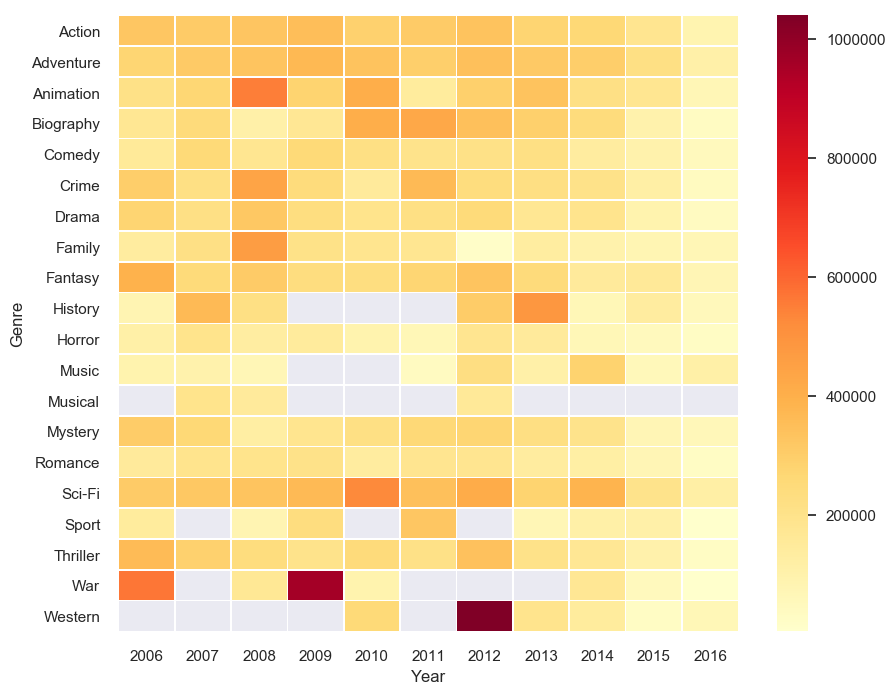 Genre
Action
Adventure
Animation
Biography
Comedy
Crime
Drama
Family
Fantasy
History
Horror
Music
Musical
Mystery
Romance
Sci-Fi
Sport
Thriller
War
Western
2006 2007 2008 2009 2010 2011 2012 2013 2014 2015 2016
Year
1000000
800000
600000
400000
200000